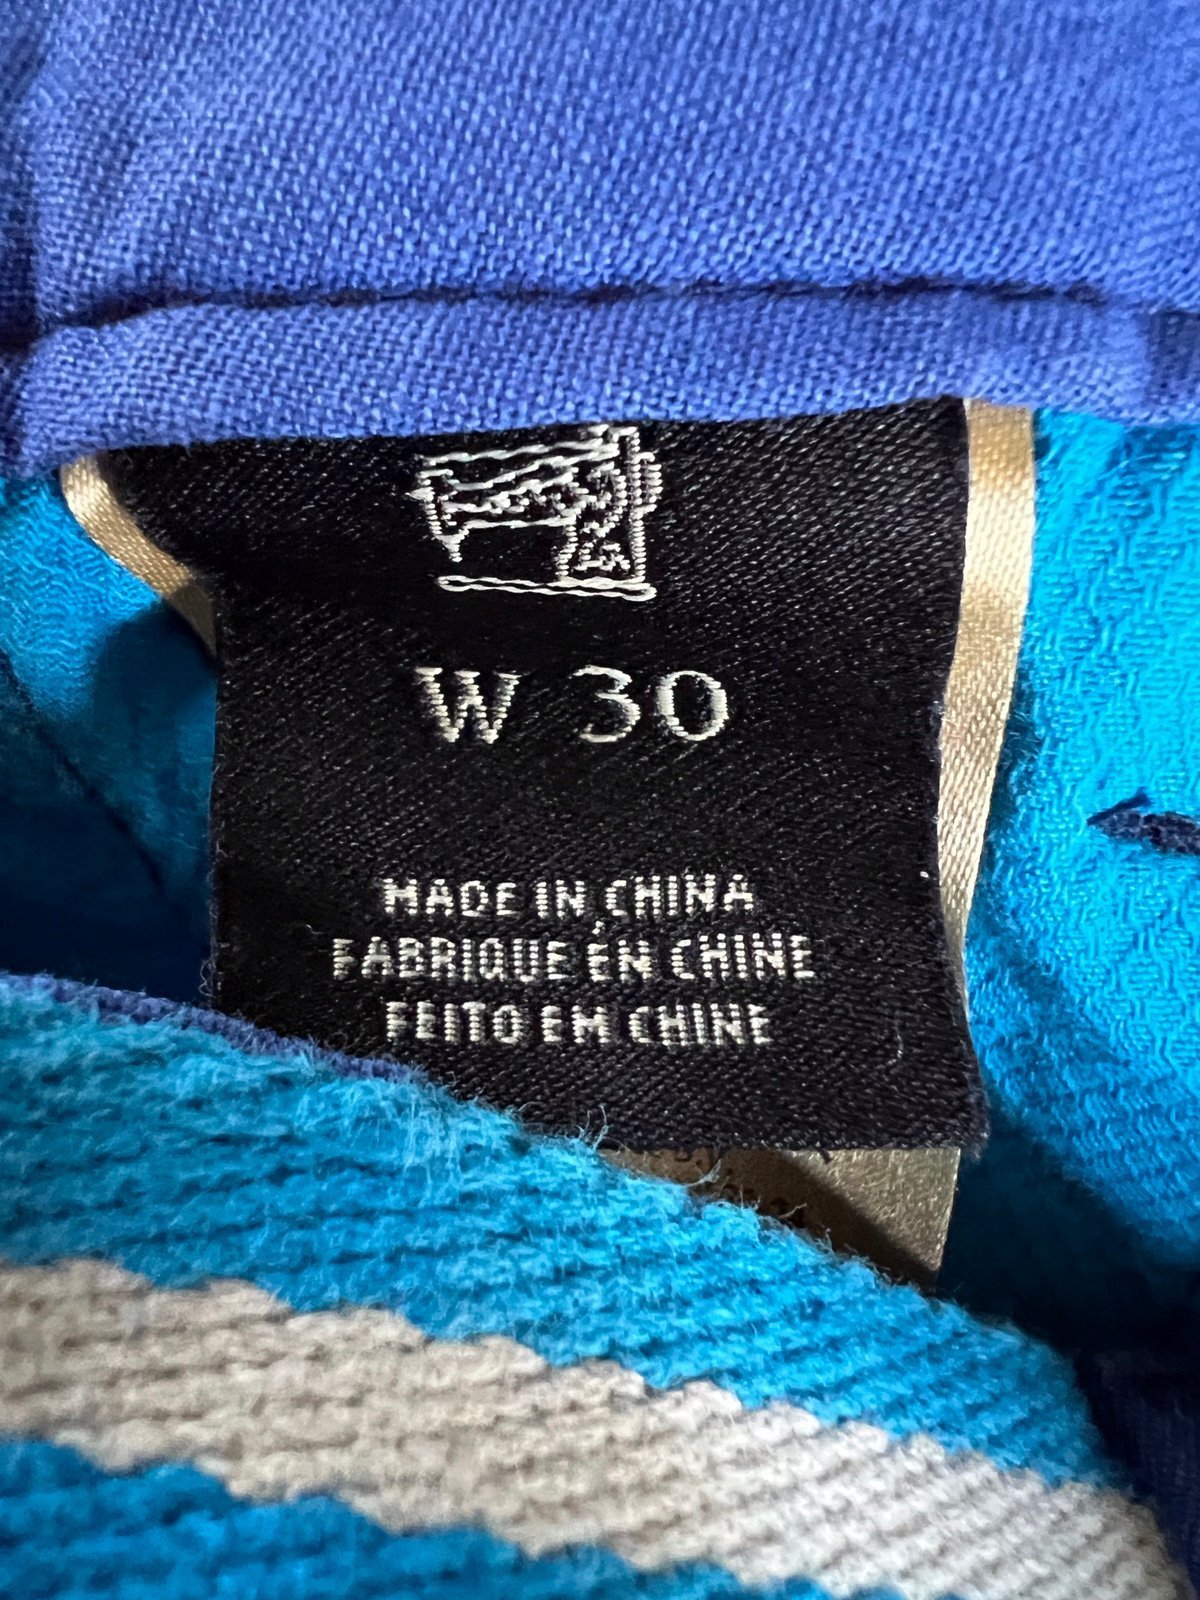 W 30
MADE IN CHINA
FABRIQUE EN CHINE
FEITO EM CHINE